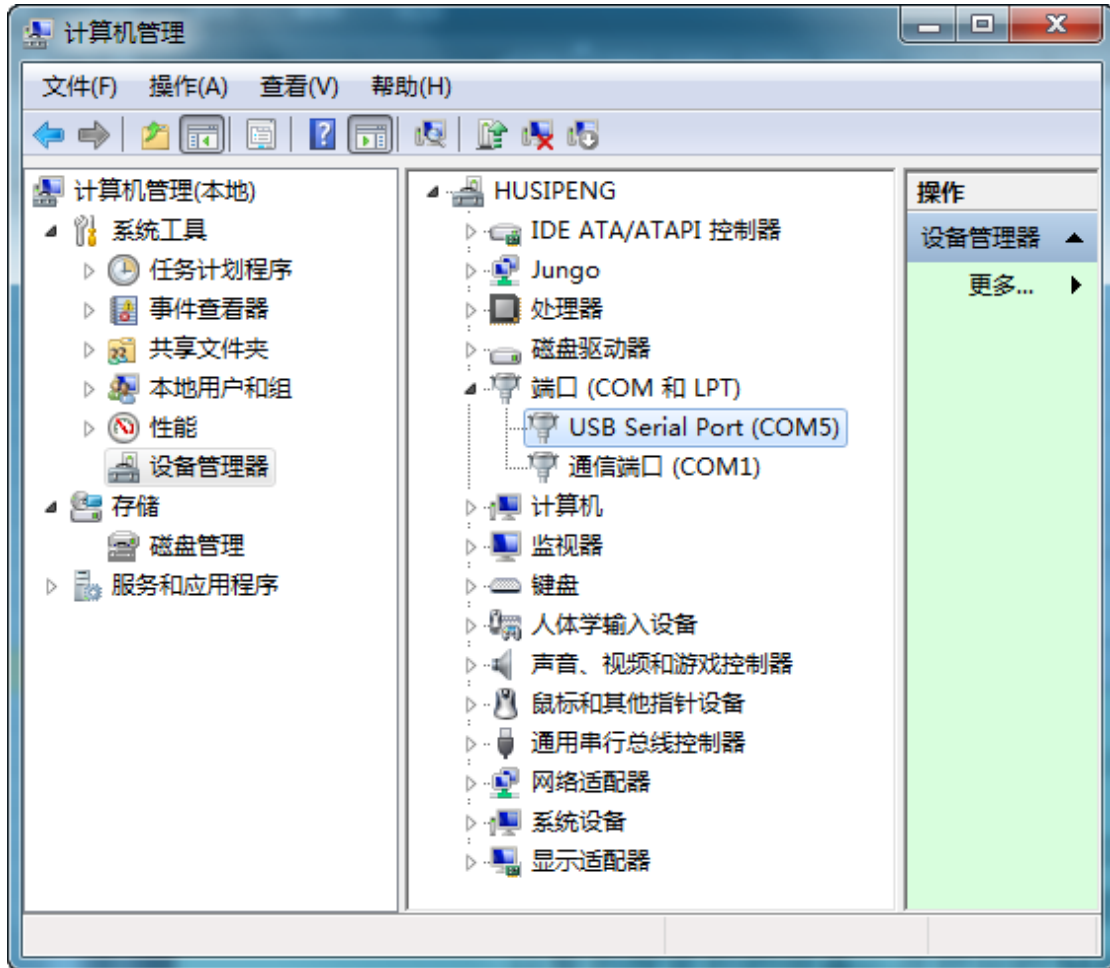 计算机管理
文件(F) 操作(A) 查看(V) 帮助(H)
计算机管理(本地)
系统工具
任务计划程序
事件查看器
共享文件夹
本地用户和组
性能
设备管理器
存储
磁盘管理
服务和应用程序
HUSIPENG
IDE ATA/ATAPI 控制器
Jungo
处理器
磁盘驱动器
端口 (COM 和 LPT)
USB Serial Port (COM5)
通信端口 (COM1)
计算机
监视器
键盘
人体学输入设备
声音、视频和游戏控制器
鼠标和其他指针设备
通用串行总线控制器
网络适配器
系统设备
显示适配器
操作
设备管理器
更多...